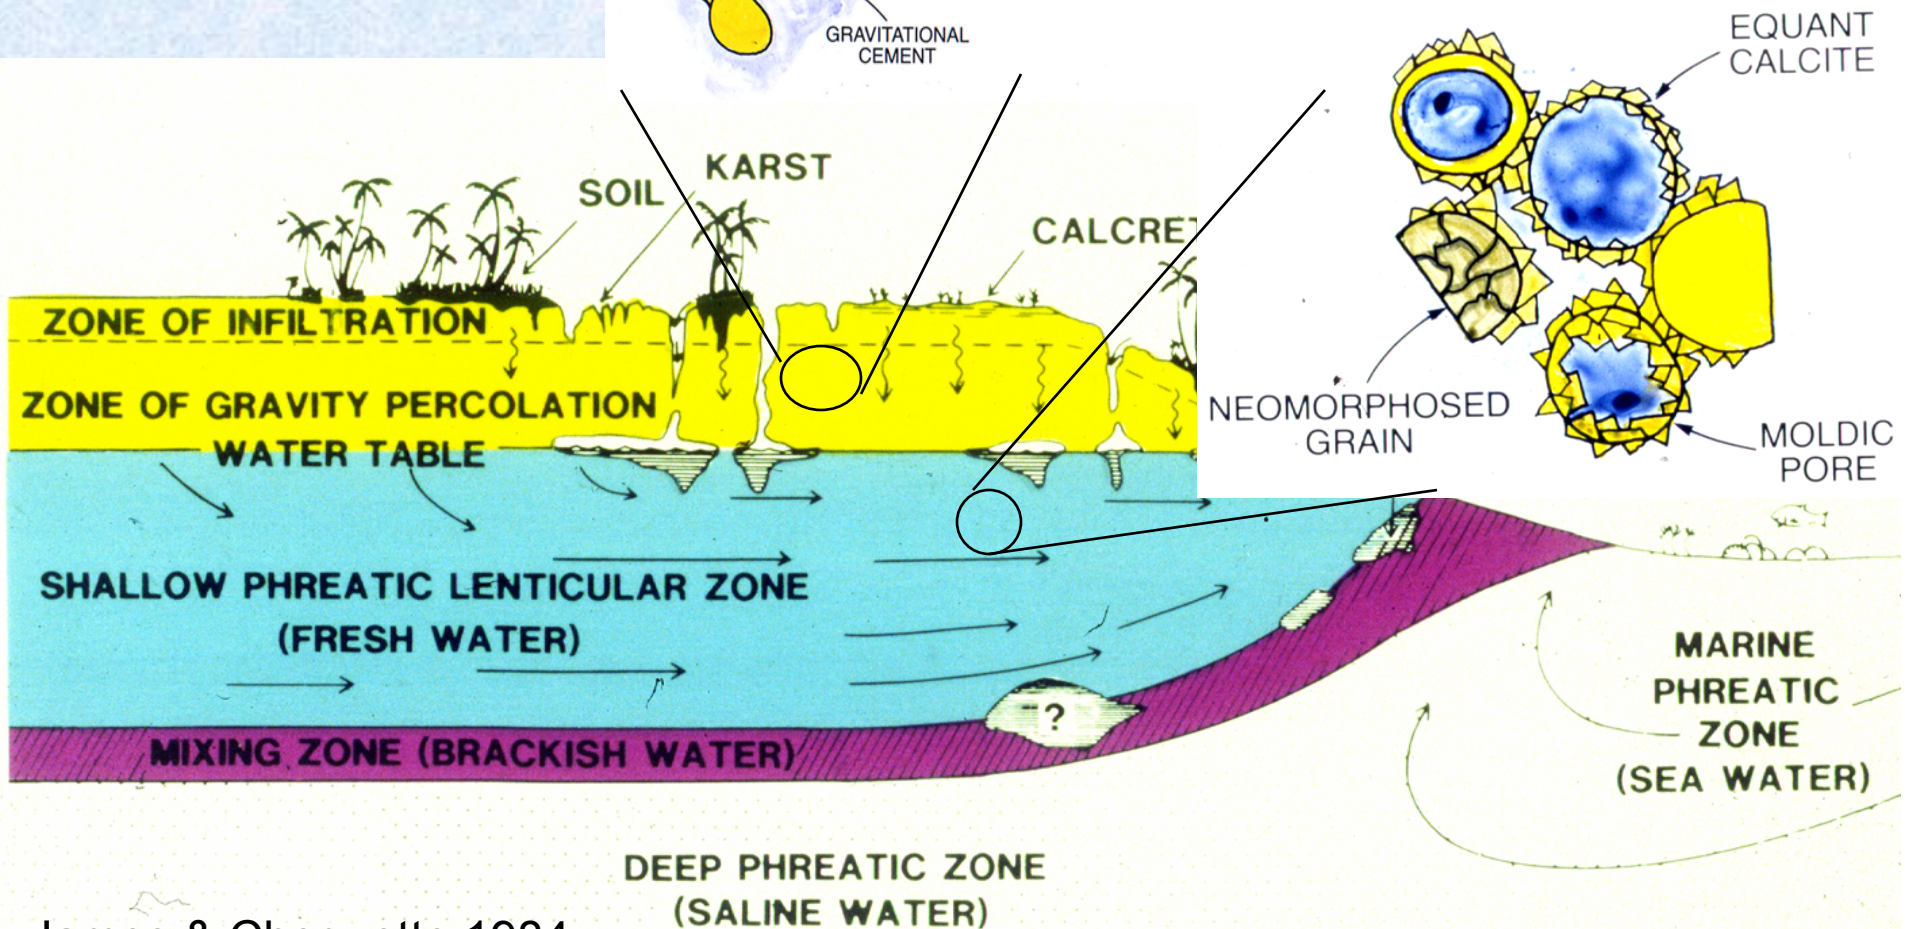 GRAVITATIONAL
CEMENT
EQUANT
CALCITE
KARST
SOIL
ZONE OF INFILTRATION
ZONE OF GRAVITY PERCOLATION
WATER TABLE
NEOMORPHOSED
GRAIN
MOLDIC
PORE
SHALLOW PHREATIC LENTICULAR ZONE
(FRESH WATER)
MARINE
PHREATIC
ZONE
(SEA WATER)
?
MIXING ZONE (BRACKISH WATER)
DEEP PHREATIC ZONE
(SALINE WATER)